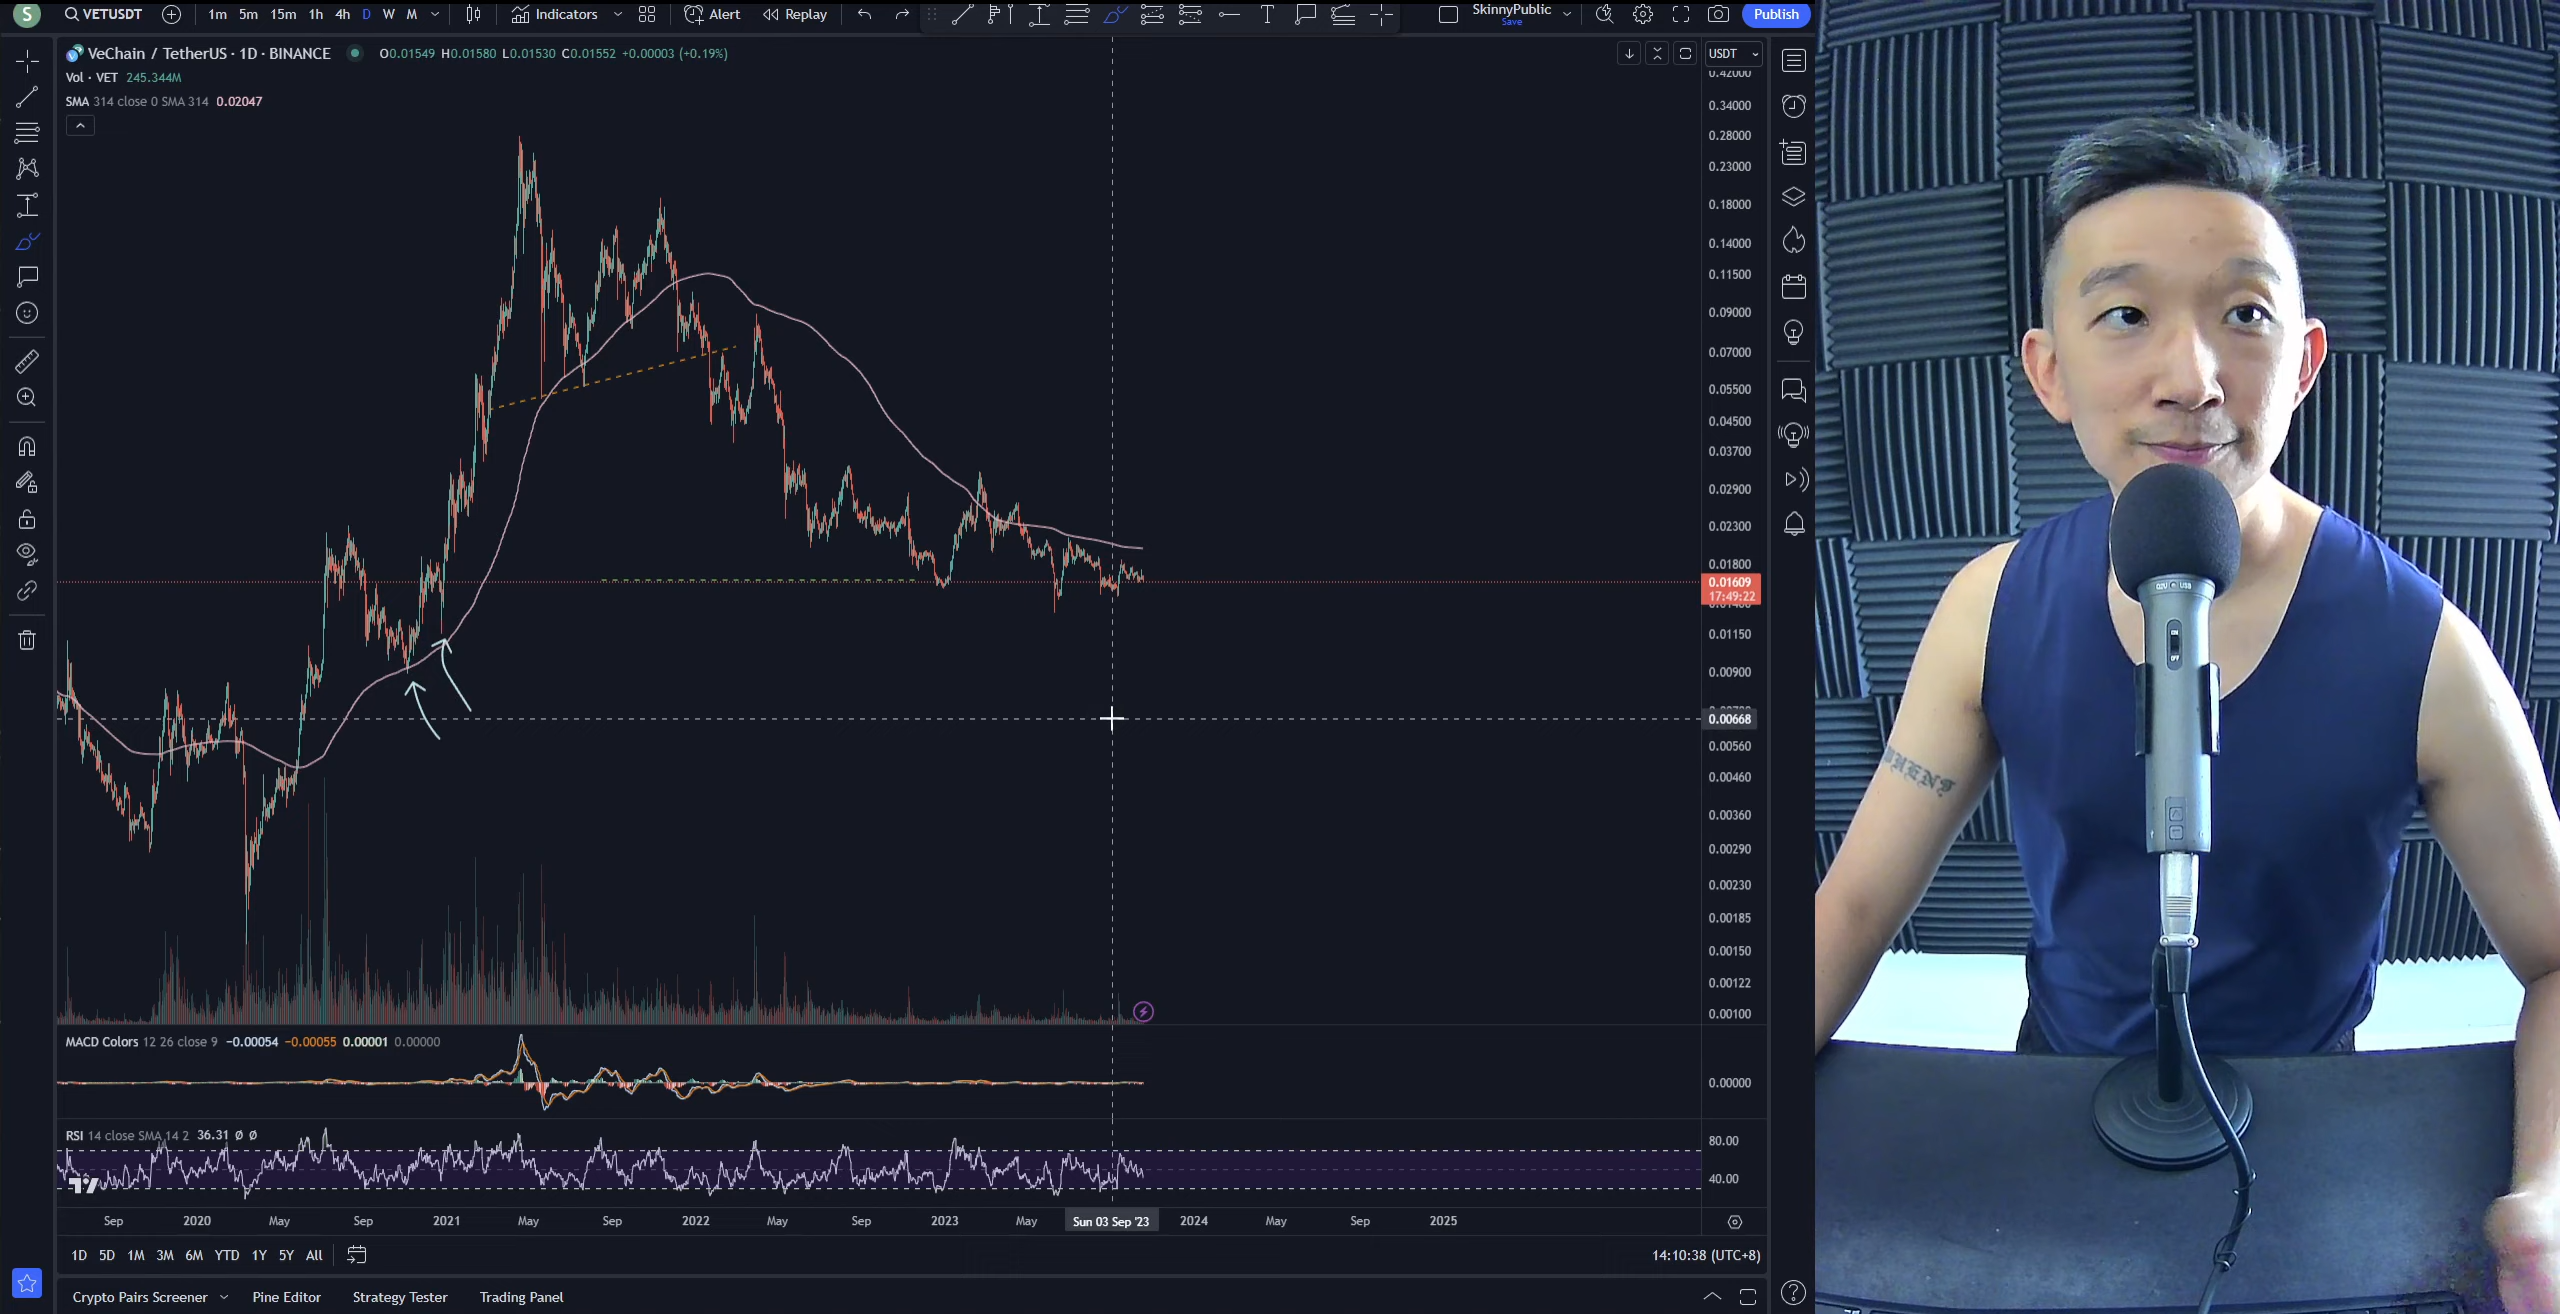 S VETUSDT 1m 5m 15m 1h 4h D W M Indicators Alert Replay SkinnyPublic Publish
Save
VeChain / TetherUS · 1D · BINANCE O0.01549 H0.01580 L0.01530 C0.01552 +0.00003 (+0.19%) USDT
Vol · VET 245.344M
SMA 314 close 0 SMA 314 0.02047
0.42000
0.34000
0.28000
0.23000
0.18000
0.14000
0.11500
0.09000
0.07000
0.05500
0.04500
0.03700
0.02900
0.02300
0.01800
0.01609
17:49:22
0.01150
0.00900
0.00668
0.00560
0.00460
0.00360
0.00290
0.00230
0.00185
0.00150
0.00122
0.00100
MACD Colors 12 26 close 9 −0.00054 −0.00055 0.00001 0.00000
0.00000
RSI 14 close SMA 14 2 36.31 Ø Ø
80.00
40.00
Sep 2020 May Sep 2021 May Sep 2022 May Sep 2023 May Sun 03 Sep '23 2024 May Sep 2025
1D 5D 1M 3M 6M YTD 1Y 5Y All 14:10:38 (UTC+8)
Crypto Pairs Screener Pine Editor Strategy Tester Trading Panel
Q2U USB
ON
OFF